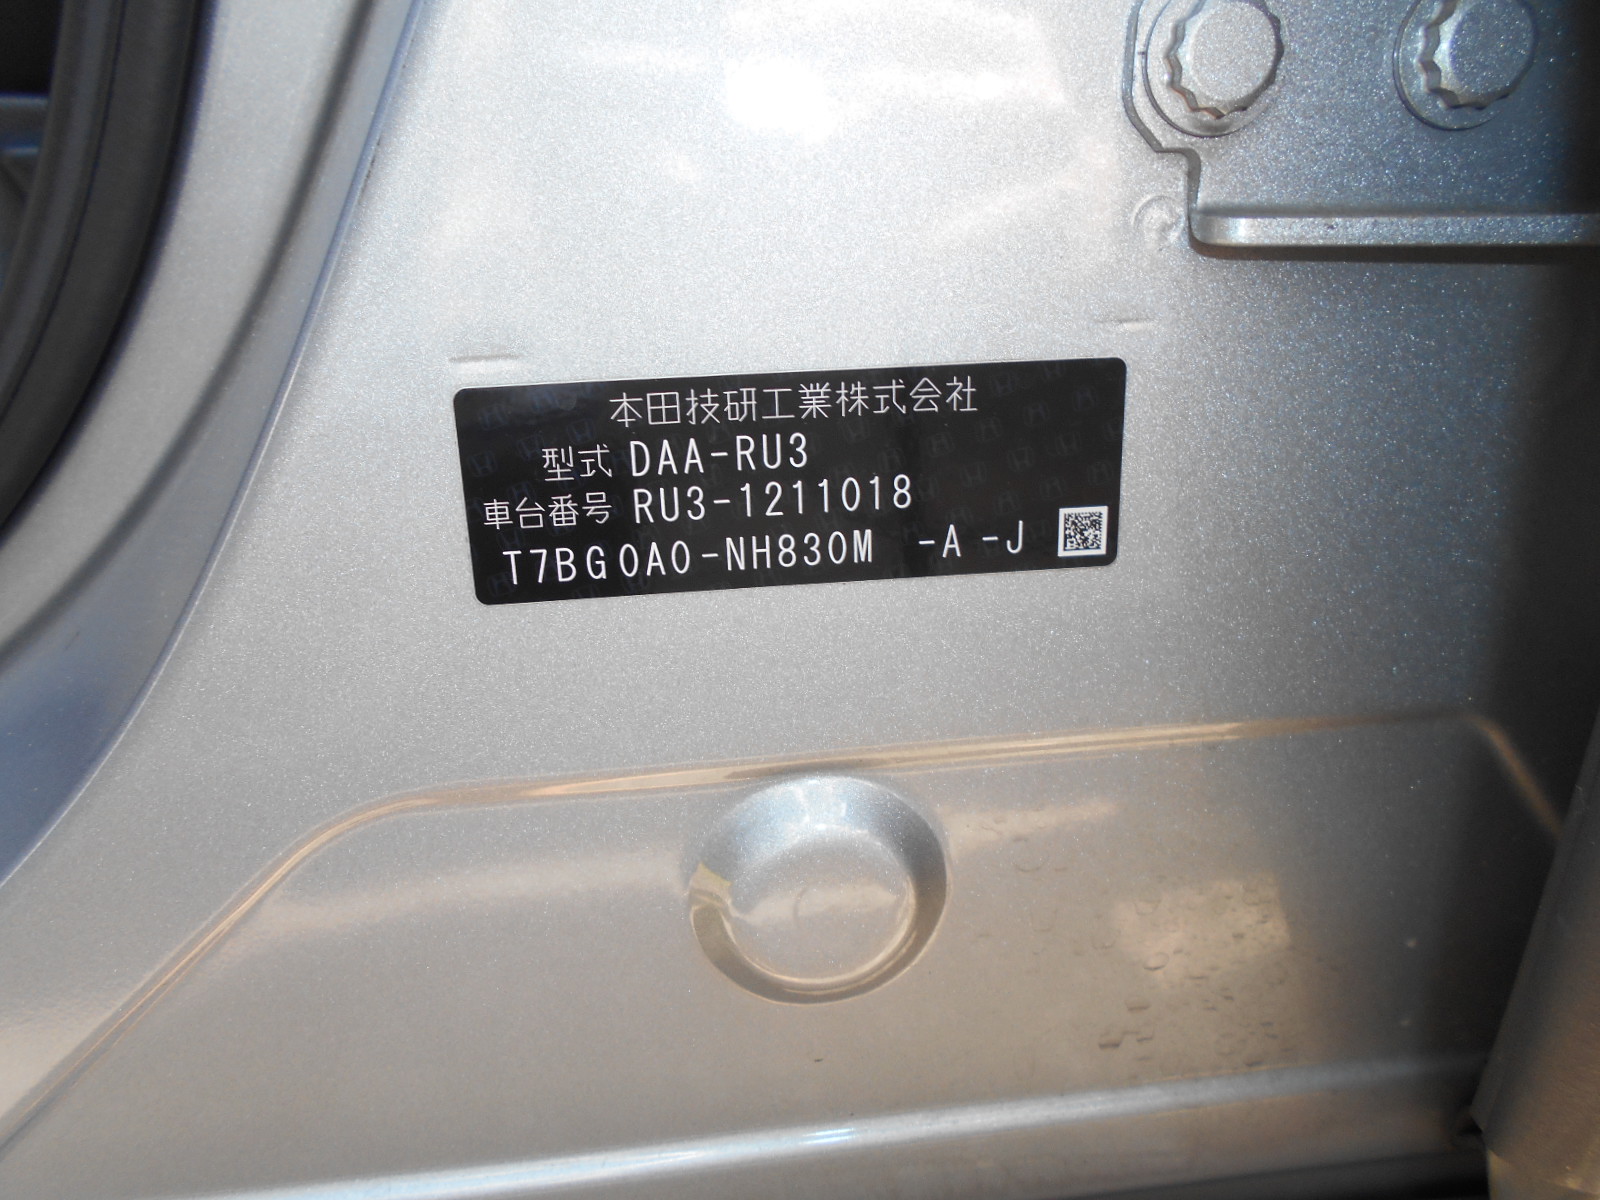 本田技研工業株式会社
型式 DAA-RU3
車台番号 RU3-1211018
T7BG0A0-NH830M -A -J